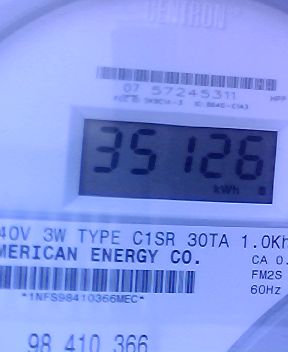 CENTRON
07 57245311
35126
kWh
40V 3W TYPE C1SR 30TA 1.0Kh
MERICAN ENERGY CO.
CA 0.
FM2S
*1NFS98410366MEC*
60Hz
98 410 366